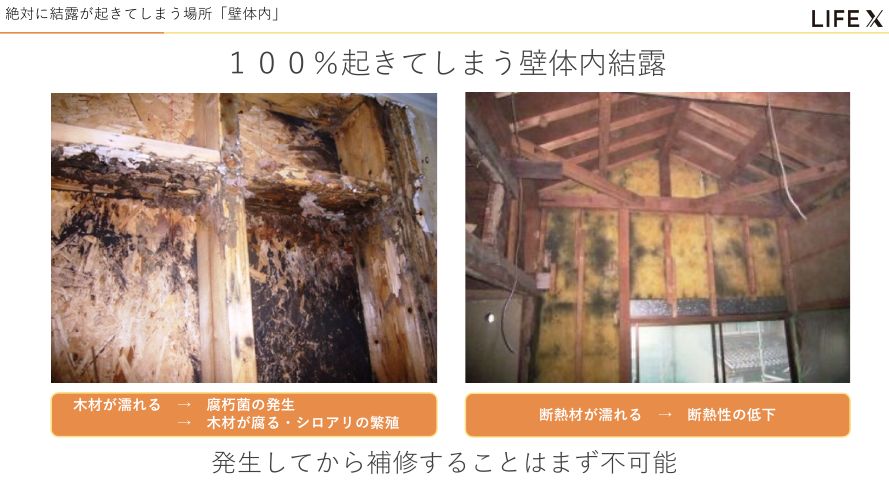 絶対に結露が起きてしまう場所「壁体内」
LIFE X
１００％起きてしまう壁体内結露
木材が濡れる　→　腐朽菌の発生
→　木材が腐る・シロアリの繁殖
断熱材が濡れる　→　断熱性の低下
発生してから補修することはまず不可能